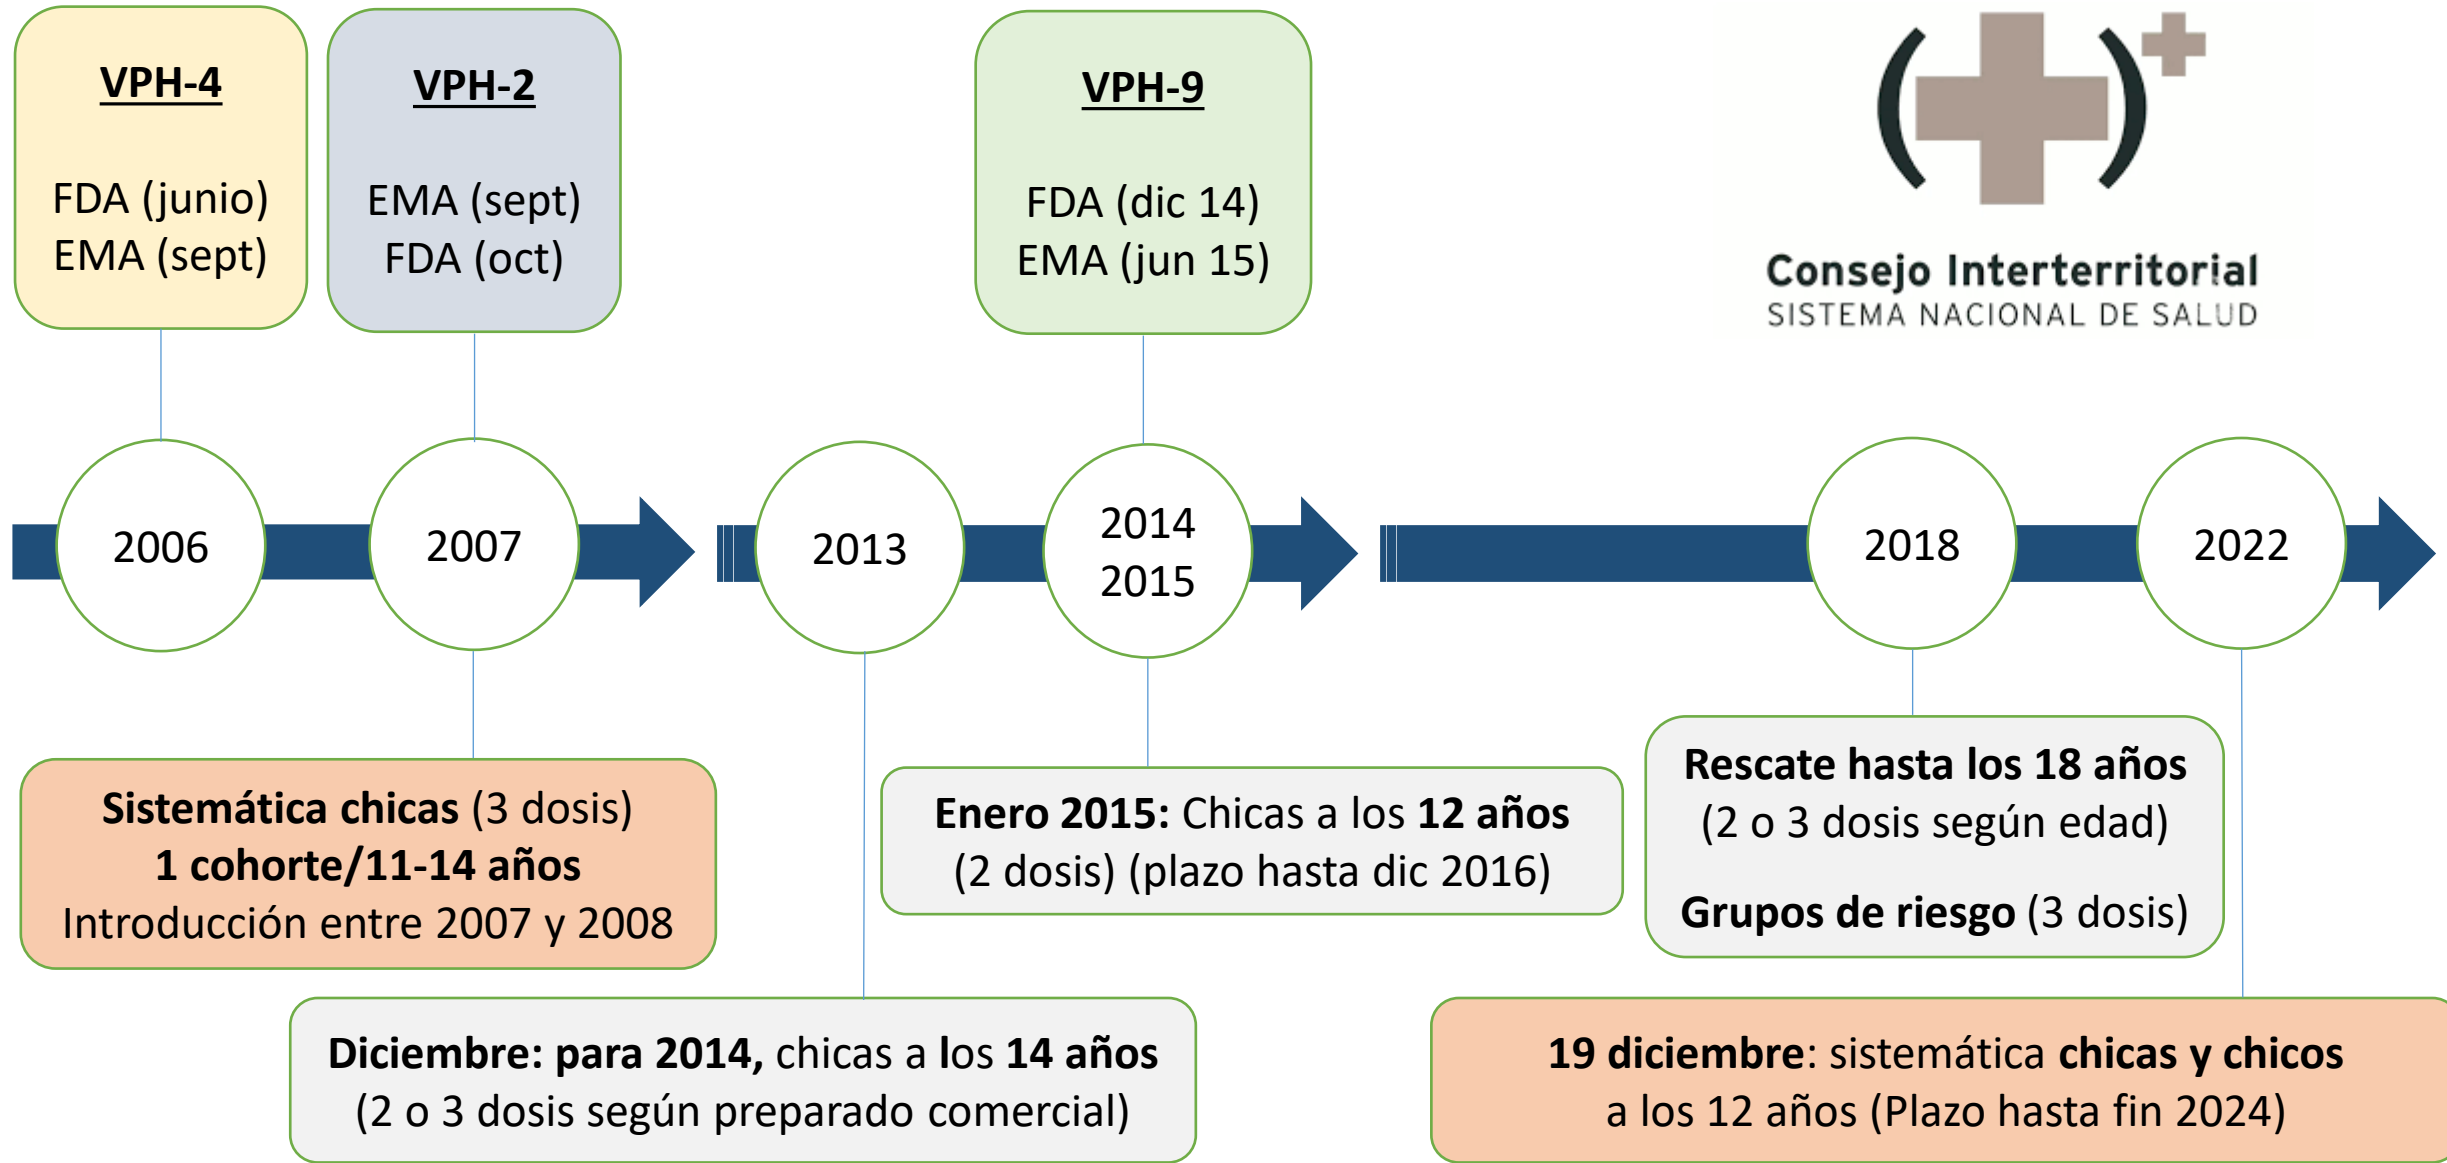 VPH-4
FDA (junio)
EMA (sept)
VPH-2
EMA (sept)
FDA (oct)
VPH-9
FDA (dic 14)
EMA (jun 15)
Consejo Interterritorial
SISTEMA NACIONAL DE SALUD
2006
2007
2013
2014
2015
2018
2022
Sistemática chicas (3 dosis)
1 cohorte/11-14 años
Introducción entre 2007 y 2008
Diciembre: para 2014, chicas a los 14 años
(2 o 3 dosis según preparado comercial)
Enero 2015: Chicas a los 12 años
(2 dosis) (plazo hasta dic 2016)
Rescate hasta los 18 años
(2 o 3 dosis según edad)
Grupos de riesgo (3 dosis)
19 diciembre: sistemática chicas y chicos
a los 12 años (Plazo hasta fin 2024)